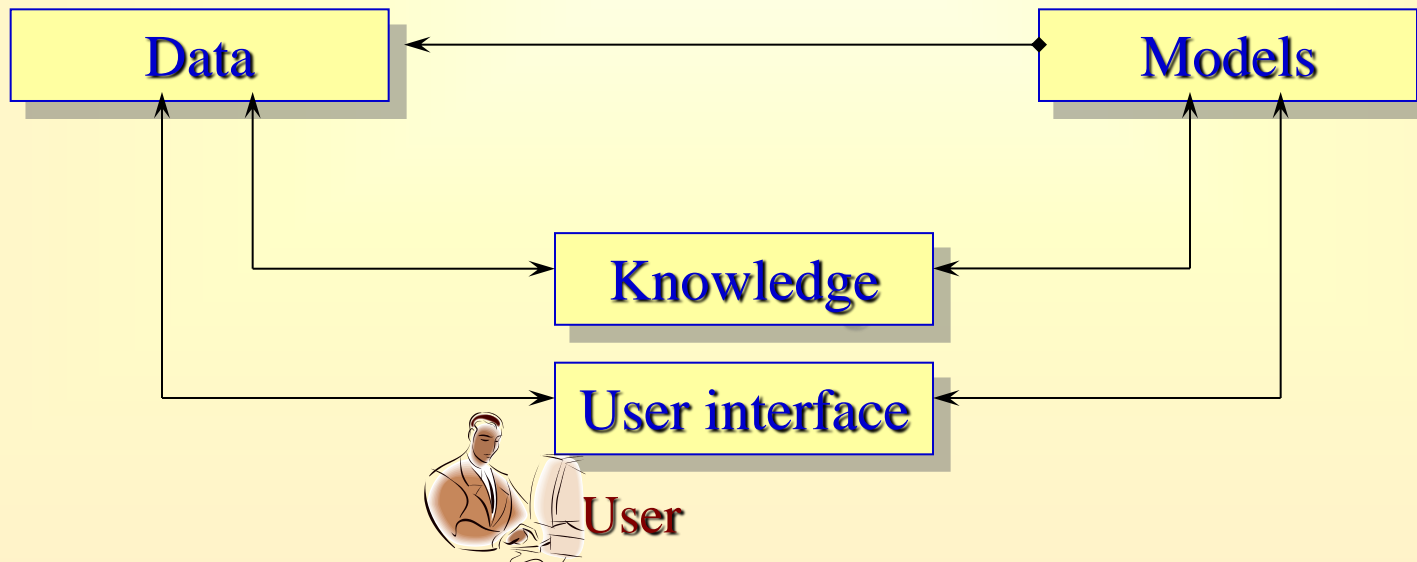 Data
Models
Knowledge
User interface
User